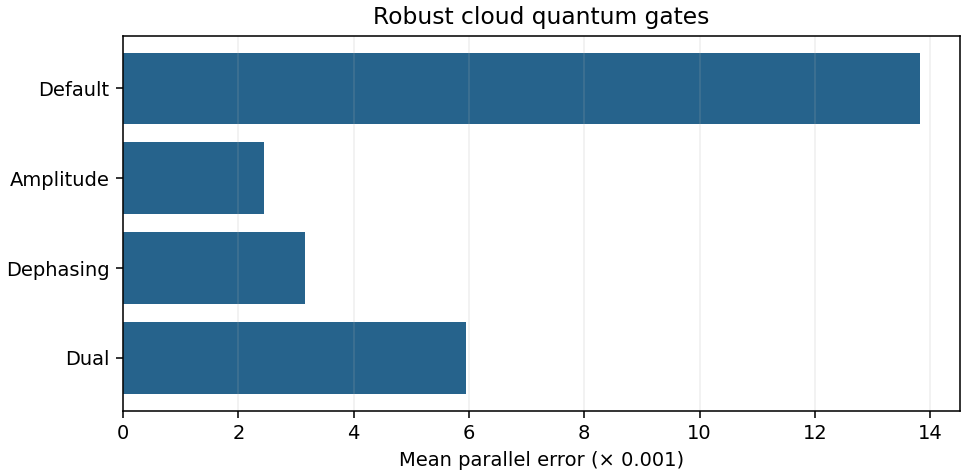 Robust cloud quantum gates
Default
Amplitude
Dephasing
Dual
0 2 4 6 8 10 12 14
Mean parallel error (× 0.001)